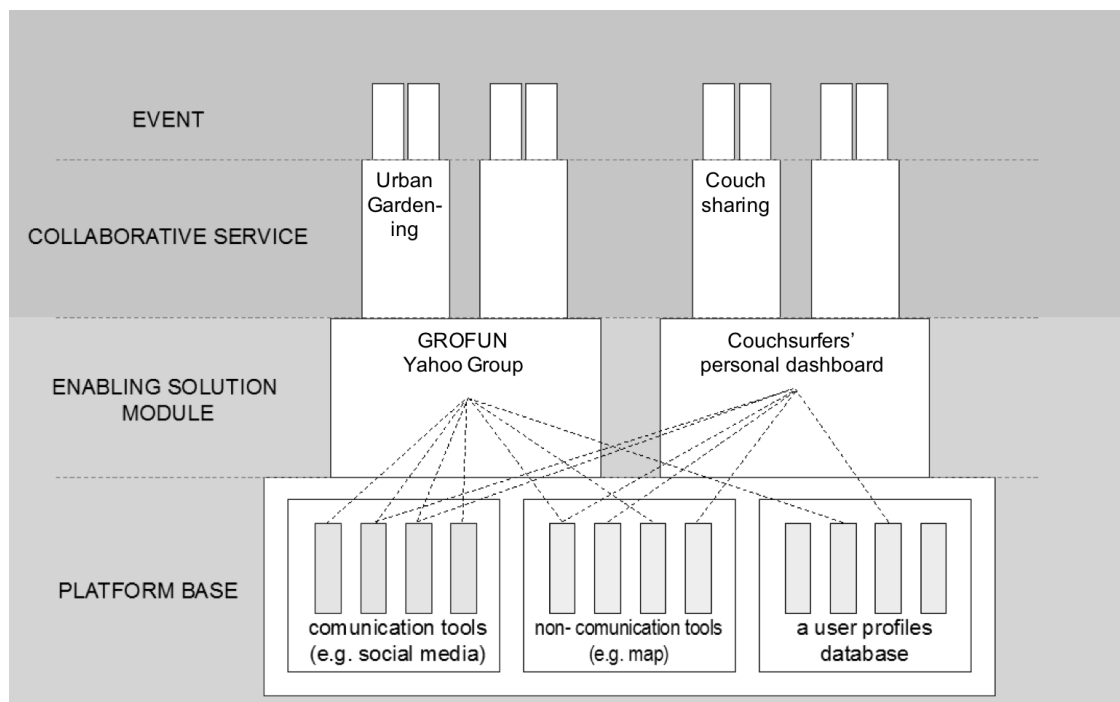 EVENT
Urban
Garden-
ing
Couch
sharing
COLLABORATIVE SERVICE
GROFUN
Yahoo Group
Couchsurfers’
personal dashboard
ENABLING SOLUTION
MODULE
PLATFORM BASE
comunication tools
(e.g. social media)
non- comunication tools
(e.g. map)
a user profiles
database